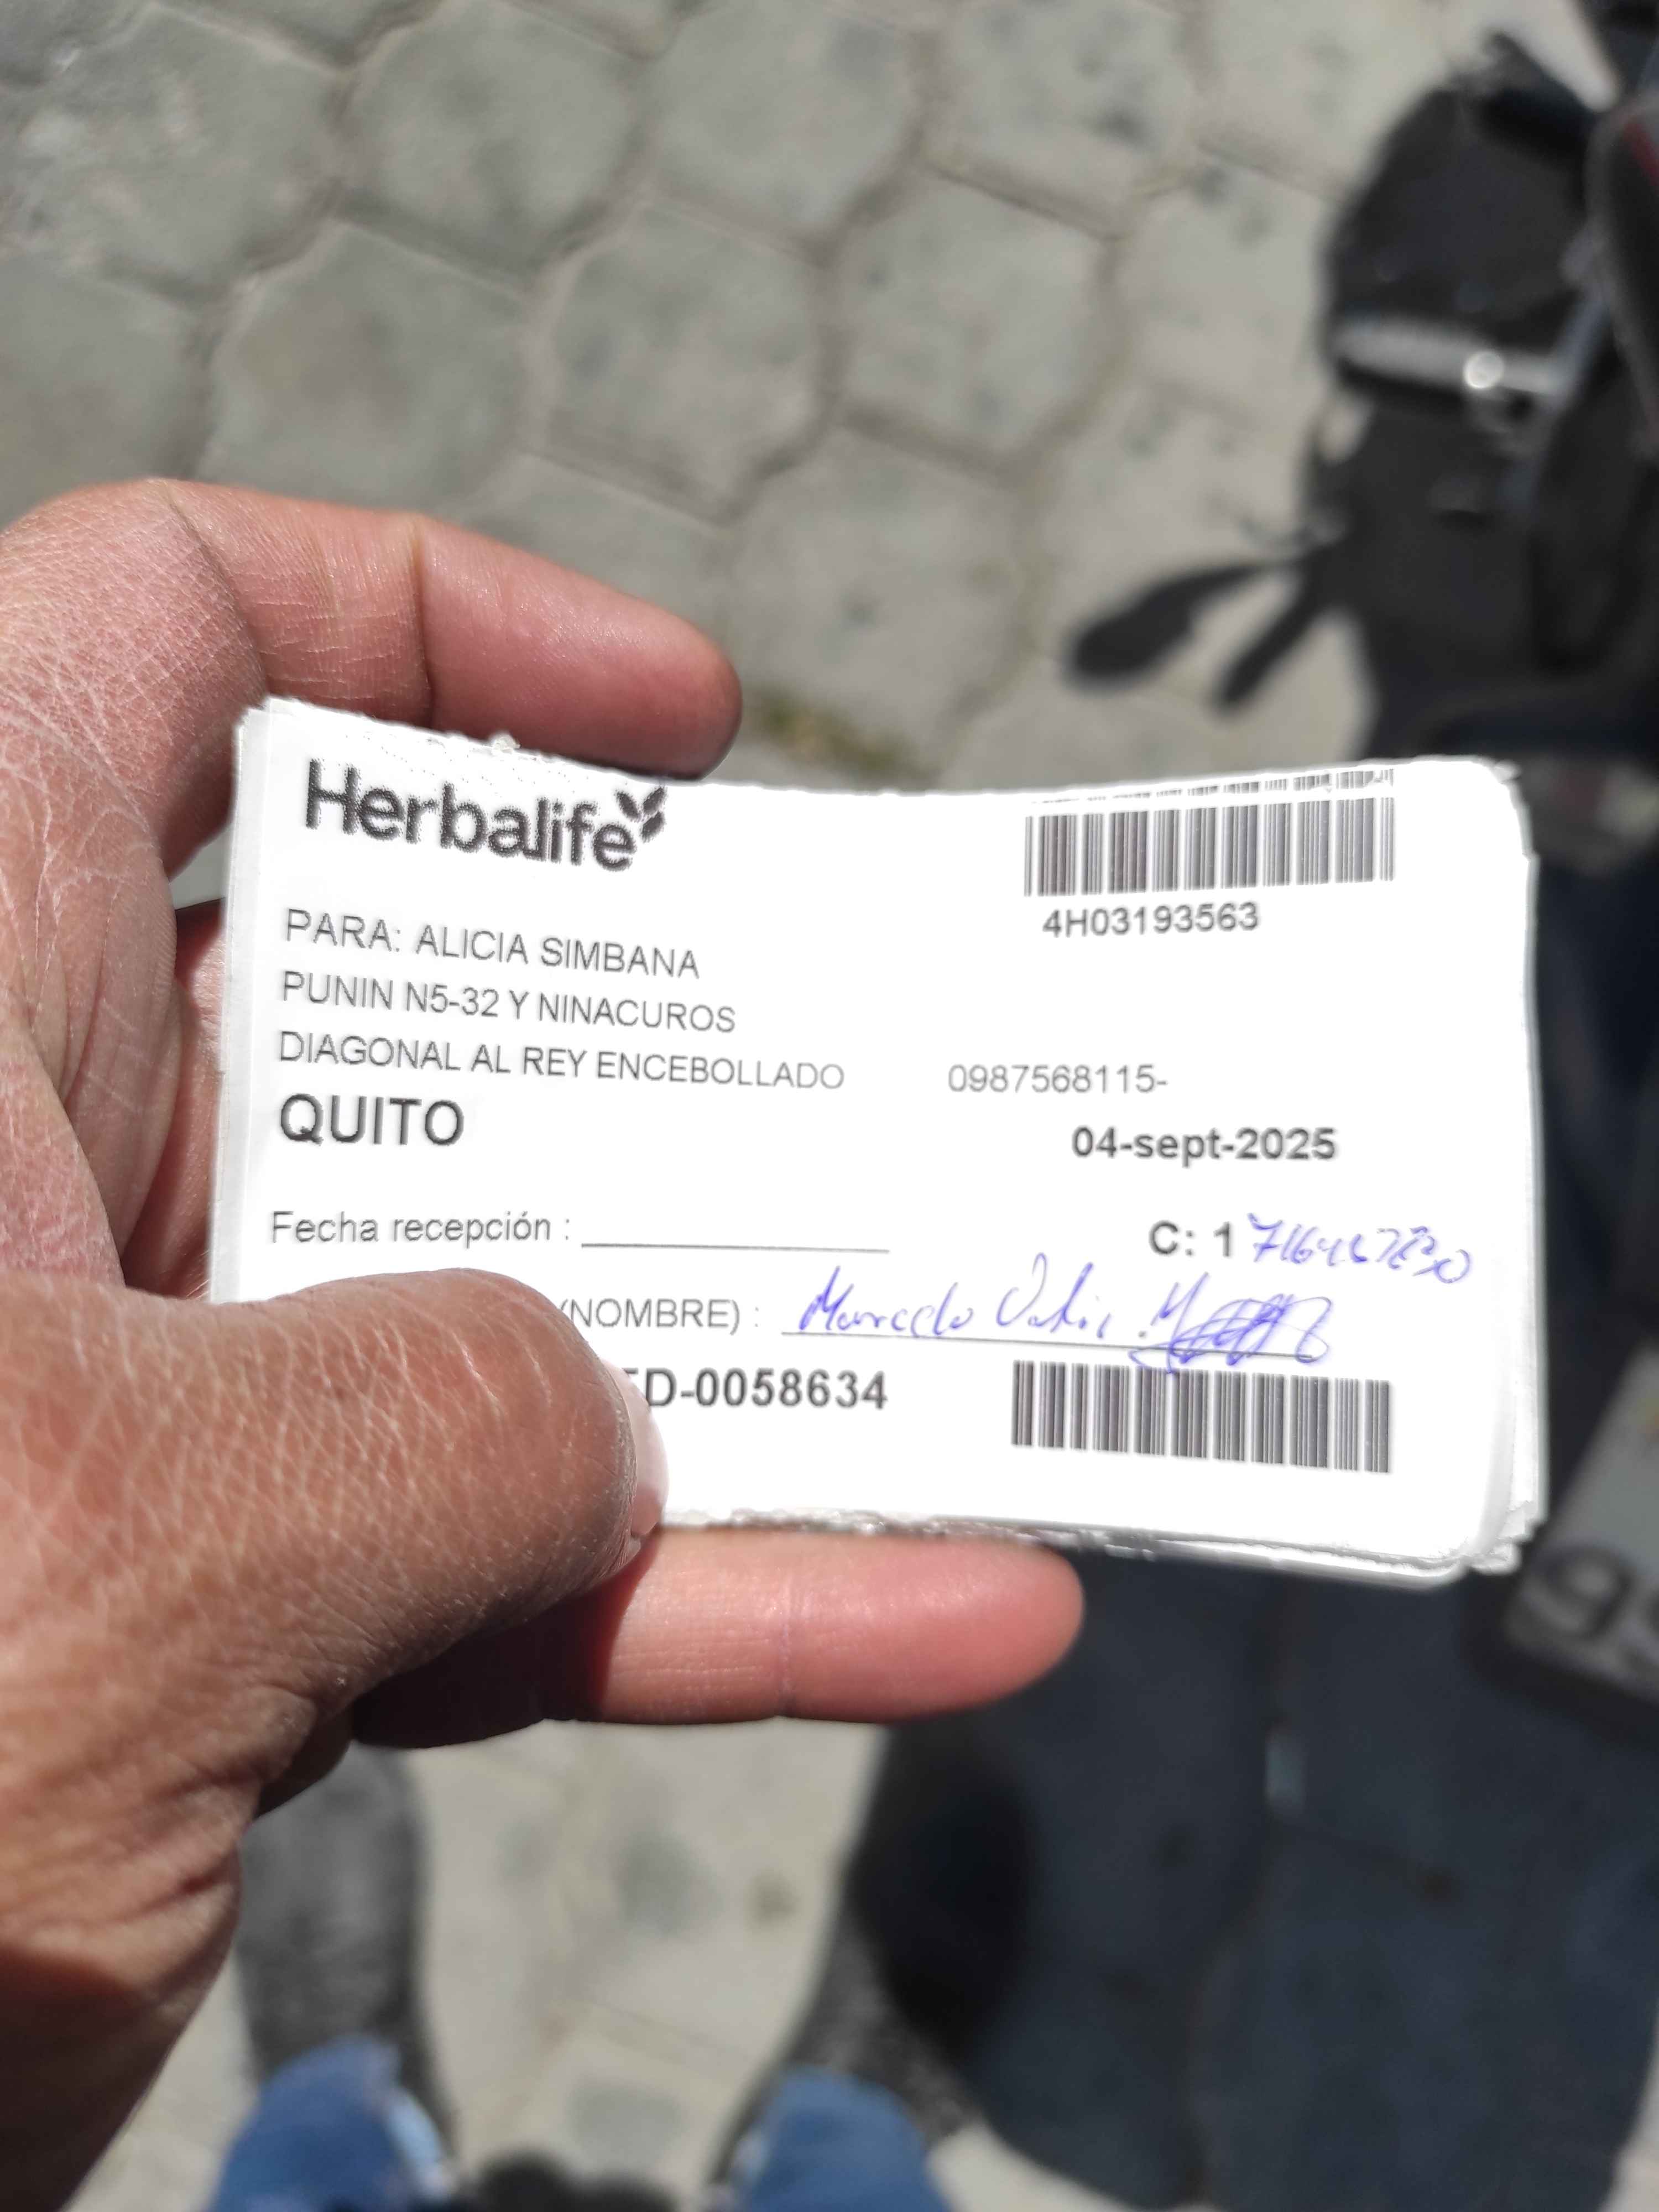 Herbalife
4H03193563
PARA: ALICIA SIMBANA
PUNIN N5-32 Y NINACUROS
DIAGONAL AL REY ENCEBOLLADO 0987568115-
QUITO
04-sept-2025
Fecha recepción :
C: 1
(NOMBRE) : Marcelo
D-0058634